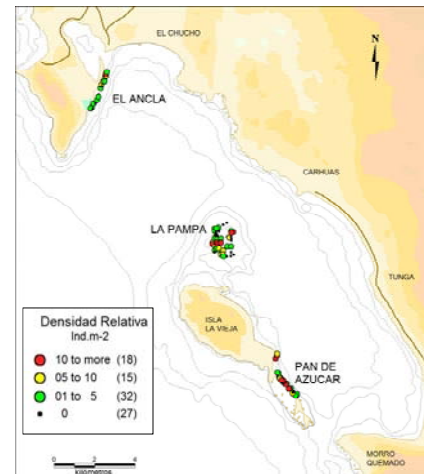 EL CHUCHO
N
EL ANCLA
CARHUAS
LA PAMPA
TUNGA
ISLA
LA VIEJA
PAN DE
AZUCAR
MORRO
QUEMADO
Densidad Relativa
Ind.m-2
10 to more (18)
05 to 10 (15)
01 to 5 (32)
0 (27)
0 2 4
kilómetros